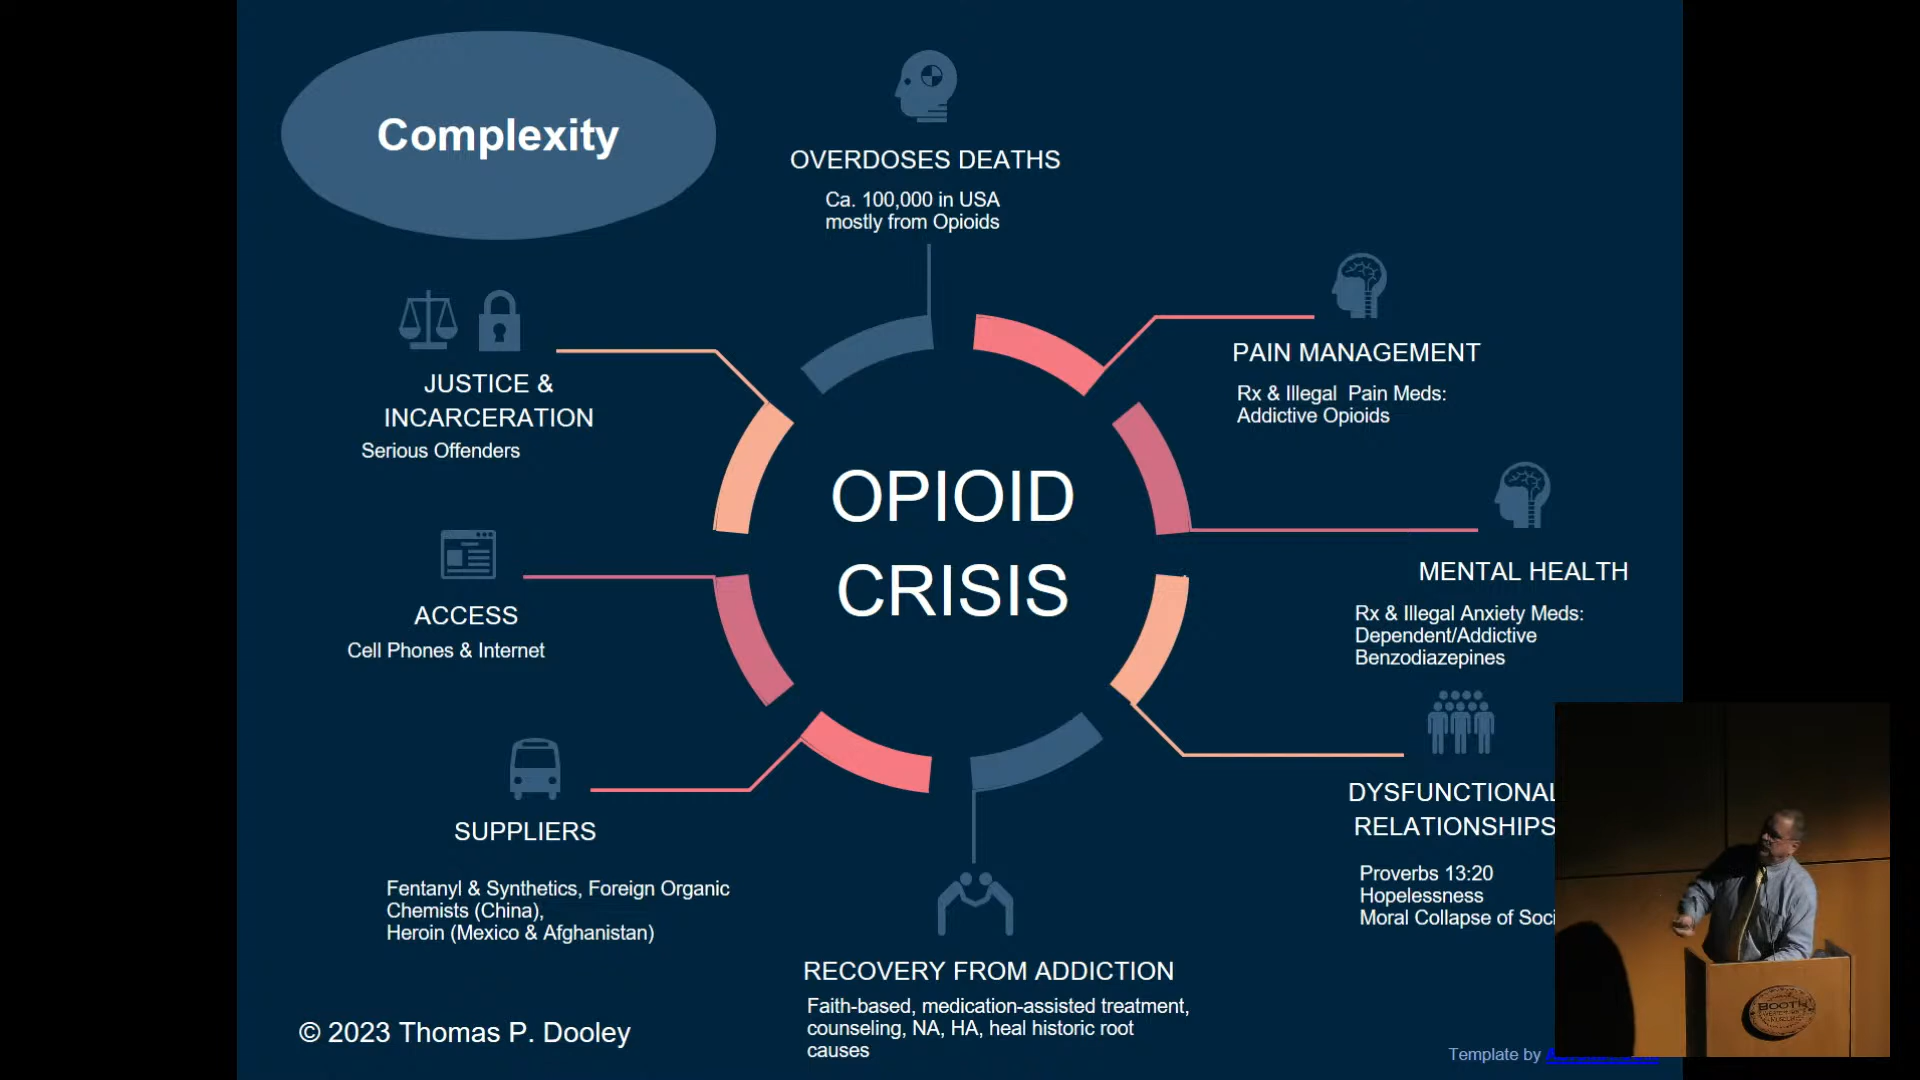 Complexity
OVERDOSES DEATHS
Ca. 100,000 in USA
mostly from Opioids
PAIN MANAGEMENT
Rx & Illegal Pain Meds:
Addictive Opioids
MENTAL HEALTH
Rx & Illegal Anxiety Meds:
Dependent/Addictive
Benzodiazepines
DYSFUNCTIONAL
RELATIONSHIPS
Proverbs 13:20
Hopelessness
Moral Collapse of Soci
RECOVERY FROM ADDICTION
Faith-based, medication-assisted treatment,
counseling, NA, HA, heal historic root
causes
SUPPLIERS
Fentanyl & Synthetics, Foreign Organic
Chemists (China),
Heroin (Mexico & Afghanistan)
ACCESS
Cell Phones & Internet
JUSTICE &
INCARCERATION
Serious Offenders
OPIOID
CRISIS
© 2023 Thomas P. Dooley
Template by
BOOTH